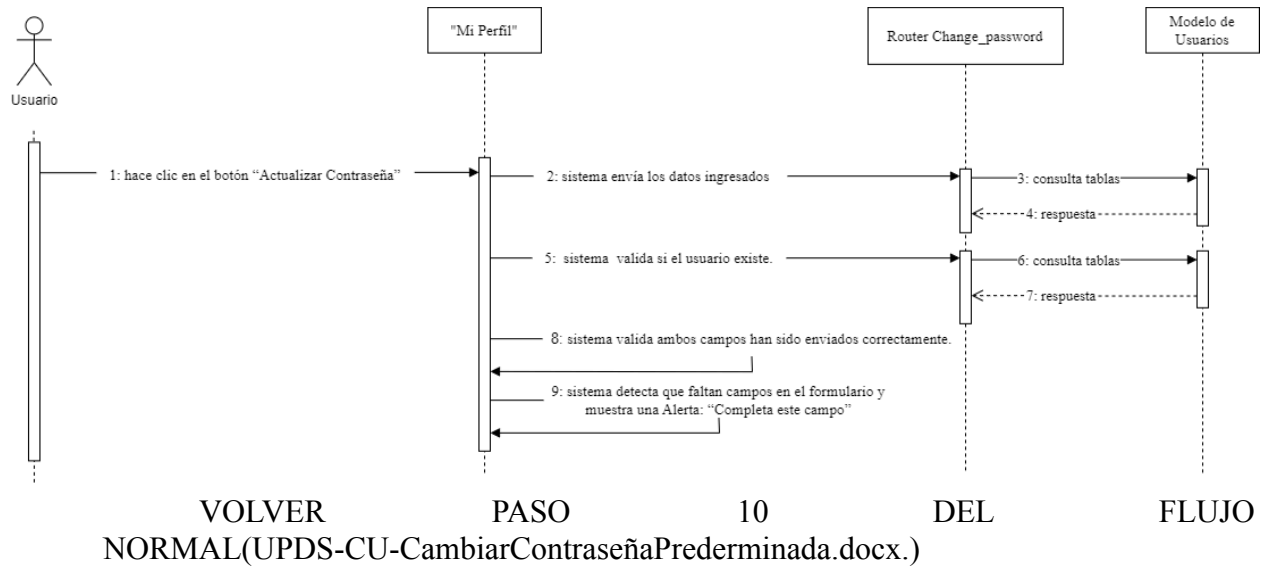 Usuario
"Mi Perfil"
Router Change_password
Modelo de
Usuarios
1: hace clic en el botón “Actualizar Contraseña”
2: sistema envía los datos ingresados
3: consulta tablas
4: respuesta
5: sistema valida si el usuario existe.
6: consulta tablas
7: respuesta
8: sistema valida ambos campos han sido enviados correctamente.
9: sistema detecta que faltan campos en el formulario y
muestra una Alerta: “Completa este campo”
VOLVER PASO 10 DEL FLUJO
NORMAL(UPDS-CU-CambiarContraseñaPrederminada.docx.)